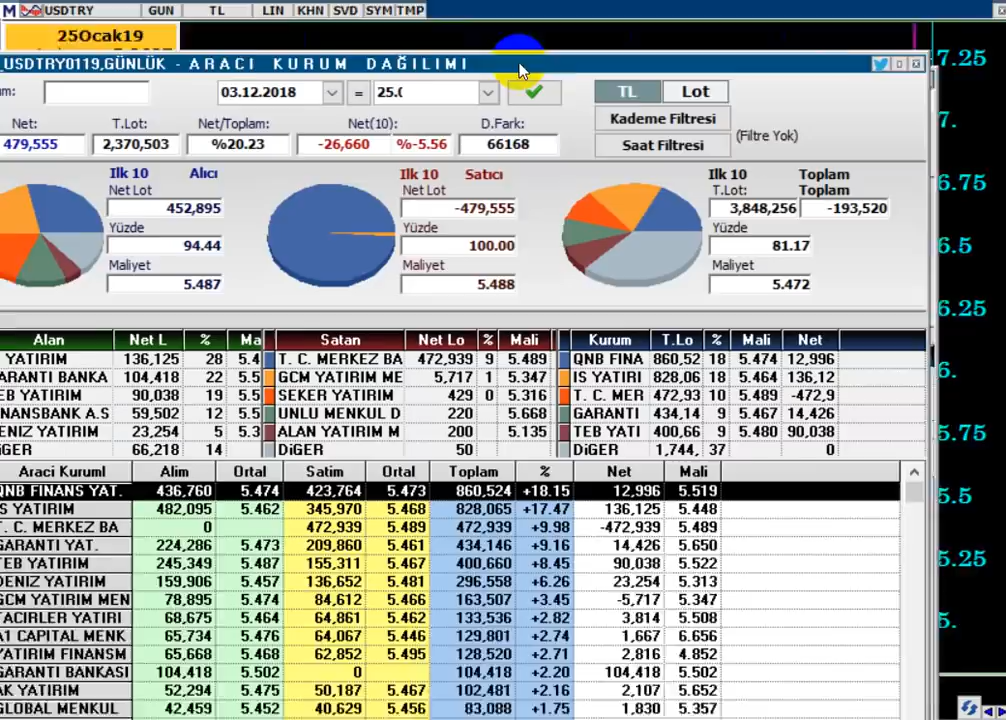 M USDTRY GUN TL LIN KHN SVD SYM TMP
25Ocak19
_USDTRY0119,GÜNLÜK - ARACI KURUM DAĞILIMI
03.12.2018 = 25.0
TL Lot
Kademe Filtresi
Saat Filtresi
(Filtre Yok)
Net: T.Lot: Net/Toplam: Net(10): D.Fark:
479,555 2,370,503 %20.23 -26,660 %-5.56 66168
Ilk 10 Alıcı
Net Lot
452,895
Yüzde
94.44
Maliyet
5.487
Ilk 10 Satıcı
Net Lot
-479,555
Yüzde
100.00
Maliyet
5.488
Ilk 10 Toplam
T.Lot: Toplam
3,848,256 -193,520
Yüzde
81.17
Maliyet
5.472
Alan Net L % Ma Satan Net Lo % Mali Kurum T.Lo % Mali Net
YATIRIM 136,125 28 5.4 T. C. MERKEZ BA 472,939 9 5.489 QNB FINA 860,52 18 5.474 12,996
ARANTI BANKA 104,418 22 5.5 GCM YATIRIM ME 5,717 1 5.347 IS YATIRI 828,06 18 5.464 136,12
EB YATIRIM 90,038 19 5.5 SEKER YATIRIM 429 0 5.316 T. C. MER 472,93 10 5.489 -472,9
INANSBANK A.S 59,502 12 5.5 UNLU MENKUL D 220 5.668 GARANTI 434,14 9 5.467 14,426
ENIZ YATIRIM 23,254 5 5.3 ALAN YATIRIM M 200 5.135 TEB YATI 400,66 9 5.480 90,038
IGER 66,218 14 DiGER 50 DiGER 1,744, 37 0
Araci Kuruml Alim Ortal Satim Ortal Toplam % Net Mali
QNB FINANS YAT. 436,760 5.474 423,764 5.473 860,524 +18.15 12,996 5.519
IS YATIRIM 482,095 5.462 345,970 5.468 828,065 +17.47 136,125 5.448
T. C. MERKEZ BA 0 472,939 5.489 472,939 +9.98 -472,939 5.489
GARANTI YAT. 224,286 5.473 209,860 5.461 434,146 +9.16 14,426 5.650
TEB YATIRIM 245,349 5.487 155,311 5.467 400,660 +8.45 90,038 5.522
DENIZ YATIRIM 159,906 5.457 136,652 5.481 296,558 +6.26 23,254 5.313
GCM YATIRIM MEN 78,895 5.474 84,612 5.466 163,507 +3.45 -5,717 5.347
TACIRLER YATIRI 68,675 5.464 64,861 5.462 133,536 +2.82 3,814 5.508
A1 CAPITAL MENK 65,734 5.476 64,067 5.446 129,801 +2.74 1,667 6.656
YATIRIM FINANSM 65,668 5.468 62,852 5.495 128,520 +2.71 2,816 4.852
GARANTI BANKASI 104,418 5.502 0 104,418 +2.20 104,418 5.502
AK YATIRIM 52,294 5.475 50,187 5.467 102,481 +2.16 2,107 5.652
GLOBAL MENKUL 42,459 5.452 40,629 5.456 83,088 +1.75 1,830 5.357
7.25
7.
6.75
6.5
6.25
6.
5.75
5.5
5.25
5.